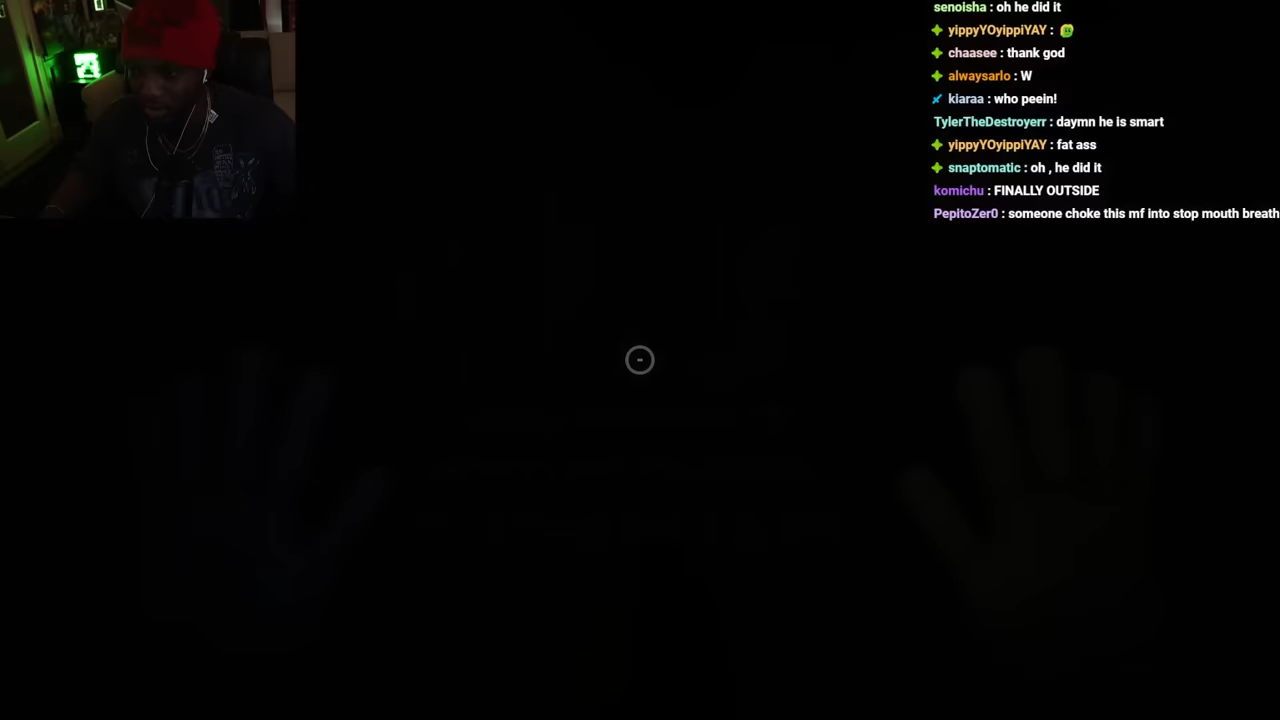 senoisha : oh he did it
yippyYOyippiYAY :
chaasee : thank god
alwaysarlo : W
kiaraa : who peein!
TylerTheDestroyerr : daymn he is smart
yippyYOyippiYAY : fat ass
snaptomatic : oh , he did it
komichu : FINALLY OUTSIDE
PepitoZer0 : someone choke this mf into stop mouth breath